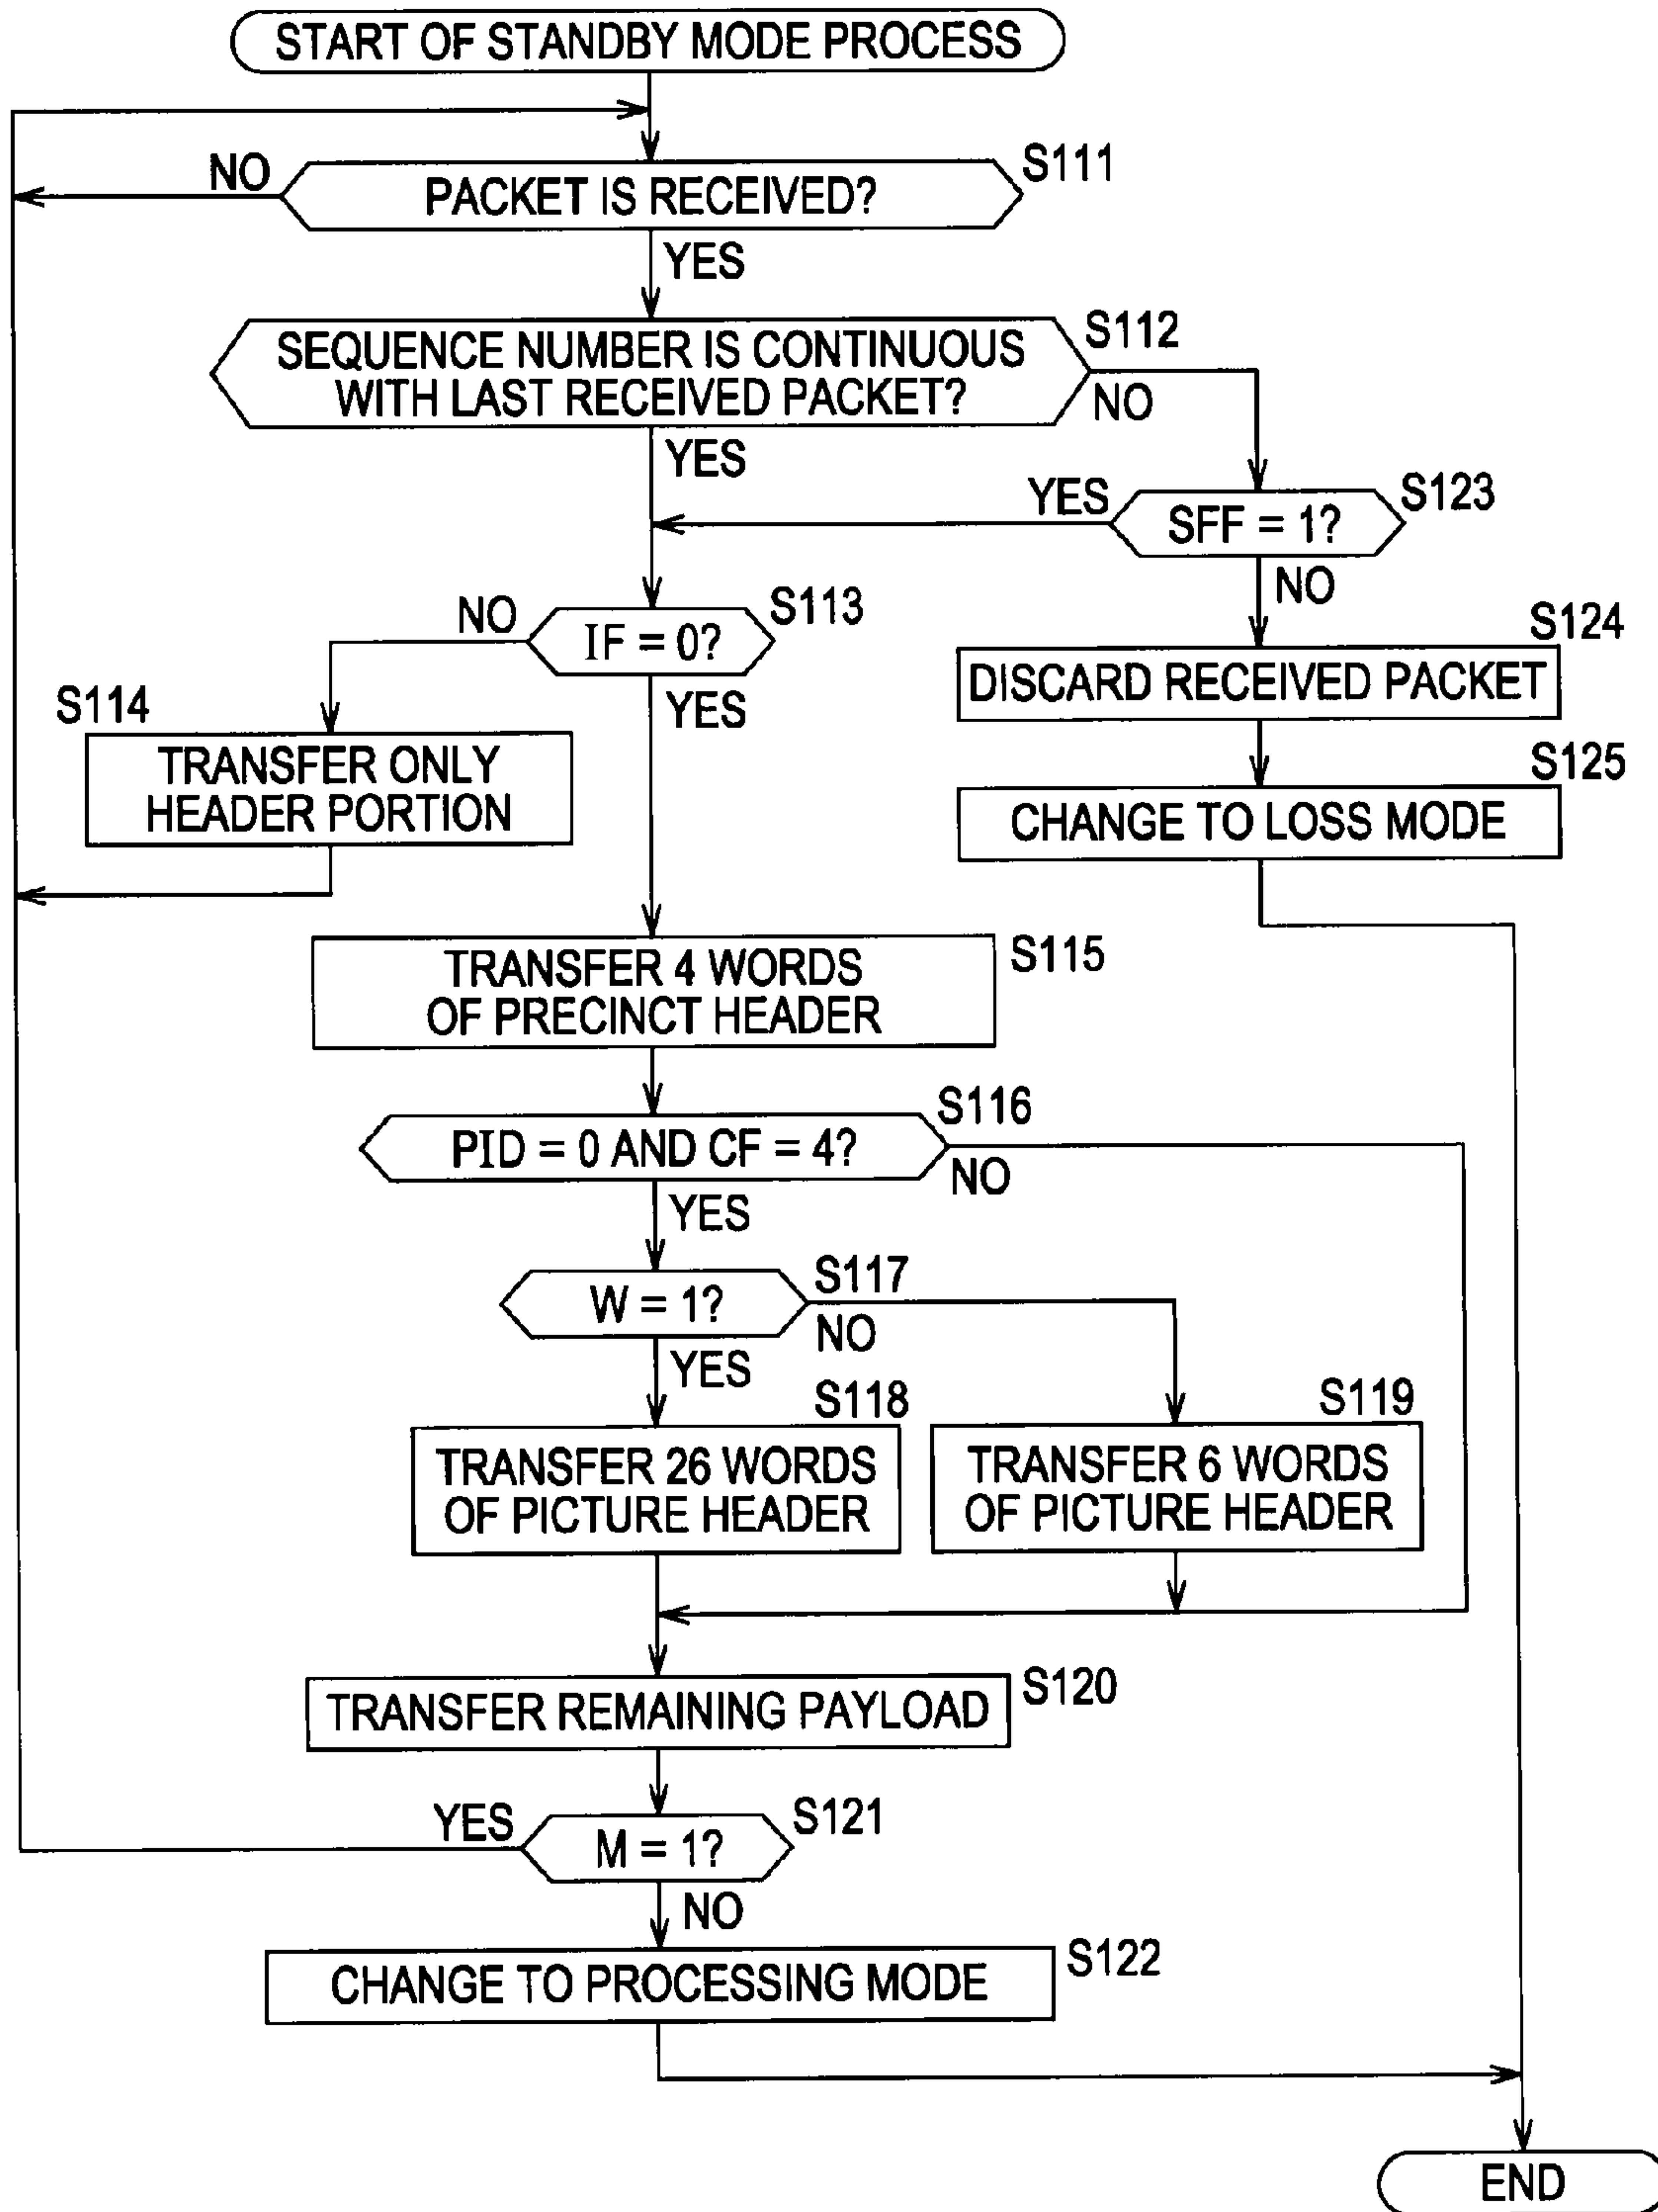 START OF STANDBY MODE PROCESS
NO
PACKET IS RECEIVED?
S111
YES
SEQUENCE NUMBER IS CONTINUOUS
WITH LAST RECEIVED PACKET?
S112
NO
YES
YES
SFF = 1?
S123
NO
NO
IF = 0?
S113
YES
S124
DISCARD RECEIVED PACKET
S114
TRANSFER ONLY
HEADER PORTION
S125
CHANGE TO LOSS MODE
TRANSFER 4 WORDS
OF PRECINCT HEADER
S115
PID = 0 AND CF = 4?
S116
NO
YES
W = 1?
S117
NO
YES
S118
TRANSFER 26 WORDS
OF PICTURE HEADER
S119
TRANSFER 6 WORDS
OF PICTURE HEADER
TRANSFER REMAINING PAYLOAD
S120
YES
M = 1?
S121
NO
CHANGE TO PROCESSING MODE
S122
END